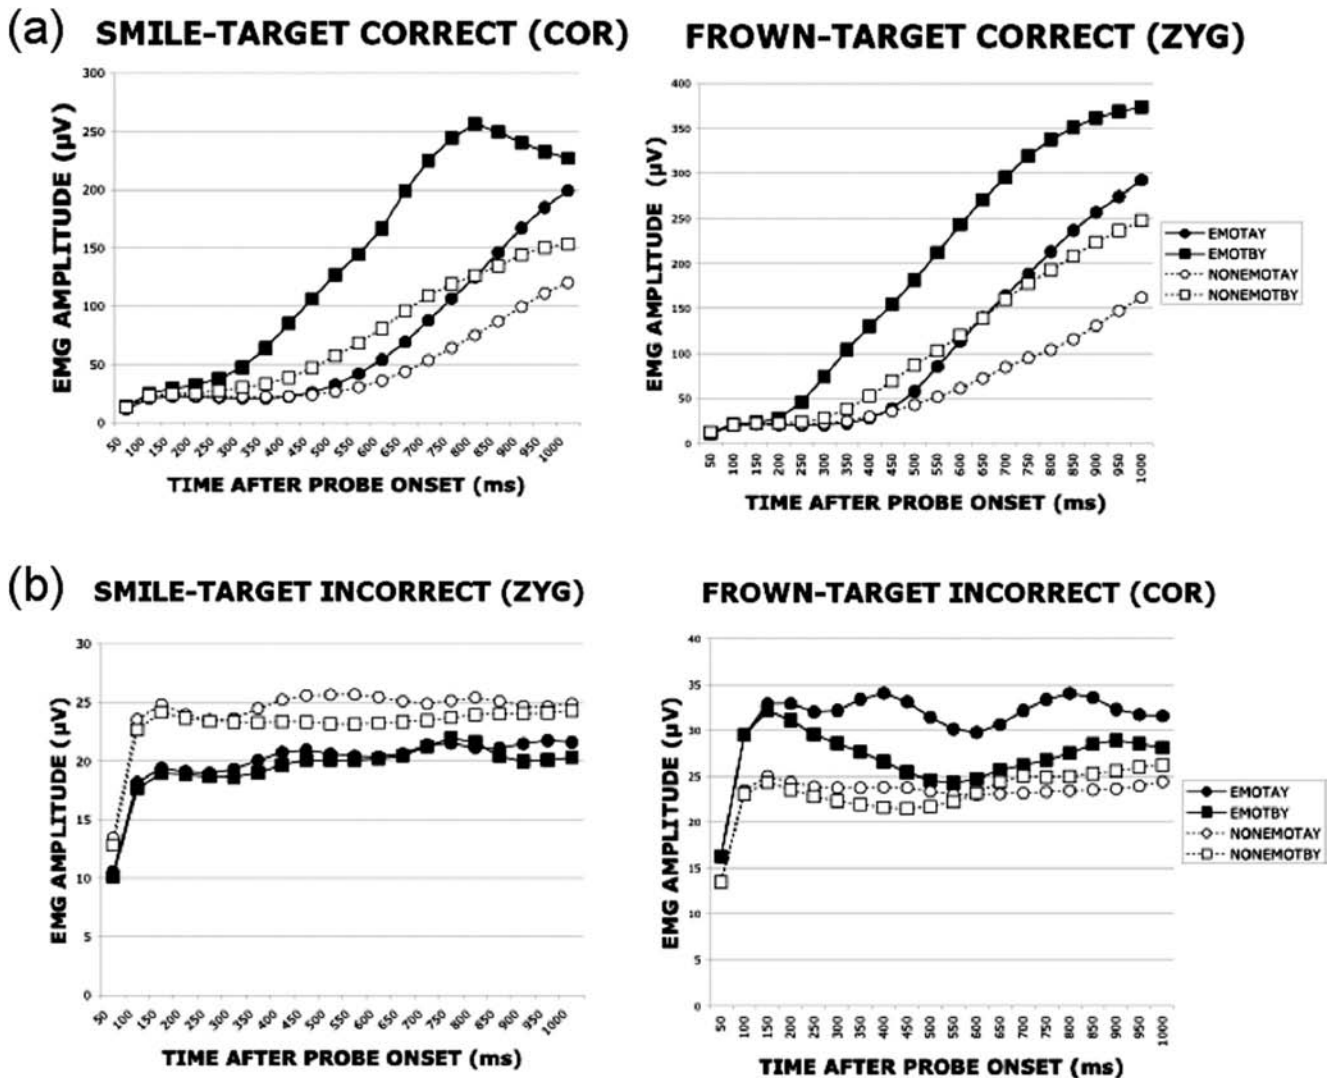 (a) SMILE-TARGET CORRECT (COR)
EMG AMPLITUDE (µV)
300
250
200
150
100
50
0
50 100 150 200 250 300 350 400 450 500 550 600 650 700 750 800 850 900 950 1000
TIME AFTER PROBE ONSET (ms)
FROWN-TARGET CORRECT (ZYG)
EMG AMPLITUDE (µV)
400
350
300
250
200
150
100
50
0
50 100 150 200 250 300 350 400 450 500 550 600 650 700 750 800 850 900 950 1000
TIME AFTER PROBE ONSET (ms)
EMOTAY
EMOTBY
NONEMOTAY
NONEMOTBY
(b) SMILE-TARGET INCORRECT (ZYG)
EMG AMPLITUDE (µV)
30
25
20
15
10
5
0
50 100 150 200 250 300 350 400 450 500 550 600 650 700 750 800 850 900 950 1000
TIME AFTER PROBE ONSET (ms)
FROWN-TARGET INCORRECT (COR)
EMG AMPLITUDE (µV)
40
35
30
25
20
15
10
5
0
50 100 150 200 250 300 350 400 450 500 550 600 650 700 750 800 850 900 950 1000
TIME AFTER PROBE ONSET (ms)
EMOTAY
EMOTBY
NONEMOTAY
NONEMOTBY